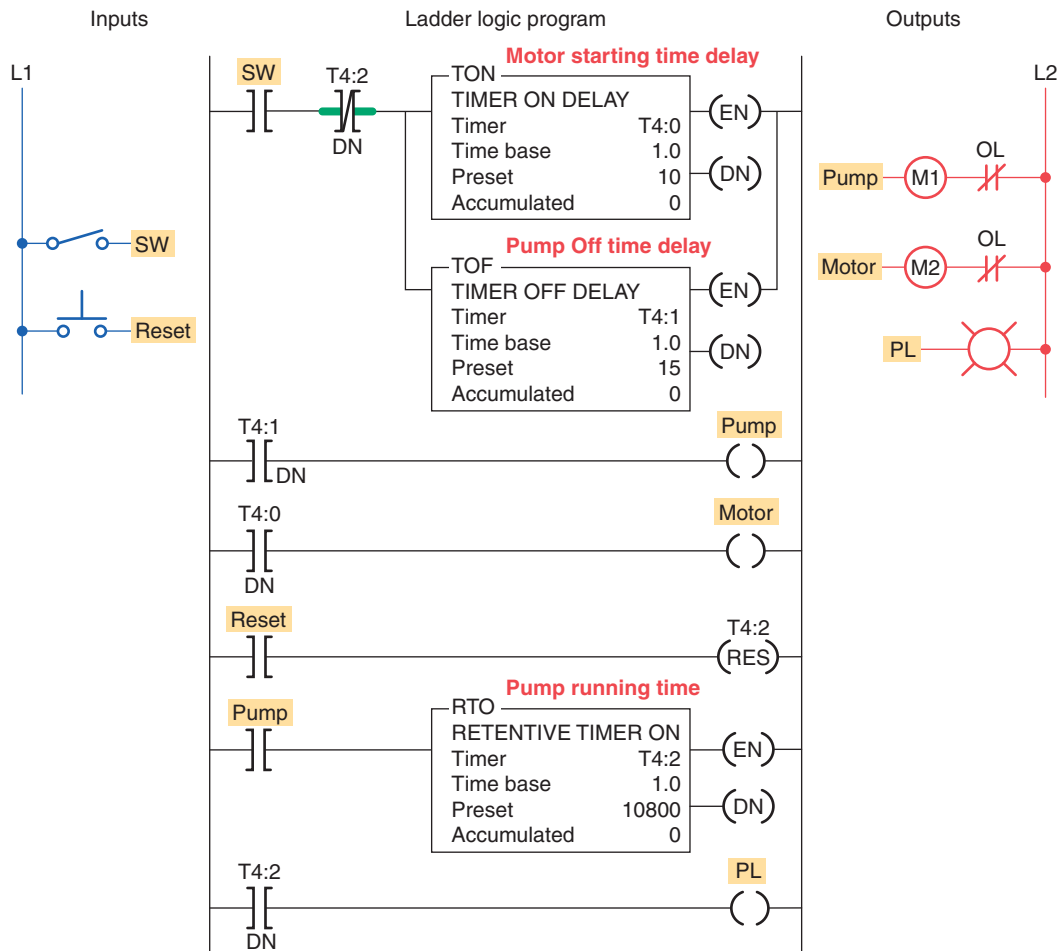 Inputs
Ladder logic program
Outputs
L1
L2
SW
Reset
SW
T4:2
DN
Motor starting time delay
TON
TIMER ON DELAY
Timer T4:0
Time base 1.0
Preset 10
Accumulated 0
EN
DN
Pump Off time delay
TOF
TIMER OFF DELAY
Timer T4:1
Time base 1.0
Preset 15
Accumulated 0
EN
DN
T4:1
DN
Pump
T4:0
DN
Motor
Reset
T4:2
RES
Pump running time
Pump
RTO
RETENTIVE TIMER ON
Timer T4:2
Time base 1.0
Preset 10800
Accumulated 0
EN
DN
T4:2
DN
PL
Pump M1 OL
Motor M2 OL
PL